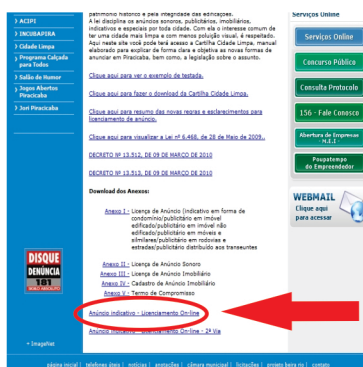 ACIPI
INCUBAPIRA
Cidade Limpa
Programa Calçada
para Todos
Salão de Humor
Jogos Abertos
Piracicaba
Juri Piracicaba
DISQUE
DENÚNCIA
181
SIGILO ABSOLUTO
+ ImageNet
patrimônio histórico e pela integridade das edificações.
A lei disciplina os anúncios sonoros, publicitários, imobiliários,
indicativos e especiais por toda cidade. Com ela o interesse comum de
ter uma cidade mais limpa e com menos poluição visual, é respeitado.
Aqui neste site você pode terá acesso a Cartilha Cidade Limpa, manual
elaborado para explicar de forma clara e objetiva as novas formas de
anunciar em Piracicaba, bem como, a legislação sobre o assunto.
Clique aqui para ver o exemplo de testada.
Clique aqui para fazer o download da Cartilha Cidade Limpa.
Clique aqui para resumo das novas regras e esclarecimentos para
licenciamento de anúncio.
Clique aqui para visualizar a Lei nº 6.468, de 28 de Maio de 2009..
DECRETO Nº 13.512, DE 09 DE MARÇO DE 2010
DECRETO Nº 13.513, DE 09 DE MARÇO DE 2010
Download dos Anexos:
Anexo I - Licença de Anúncio (indicativo em forma de
condomínio/publicitário em imóvel
edificado/publicitário em imóvel não
edificado/publicitário em móveis e
similares/publicitário em rodovias e
estradas/publicitário distribuído aos transeuntes
Anexo II - Licença de Anúncio Sonoro
Anexo III - Licença de Anúncio Imobiliário
Anexo IV - Cadastro de Anúncio Imobiliário
Anexo V - Termo de Compromisso
Anúncio indicativo - Licenciamento On-line
Anúncio indicativo - Licenciamento On-line - 2ª Via
Serviços Online
Serviços Online
Concurso Público
Consulta Protocolo
156 - Fale Conosco
Abertura de Empresas
- M.E.I -
Poupatempo
do Empreendedor
WEBMAIL
Clique aqui
para acessar
página inicial | telefones úteis | notícias | anotações | câmara municipal | licitações | projeto beira rio | contato